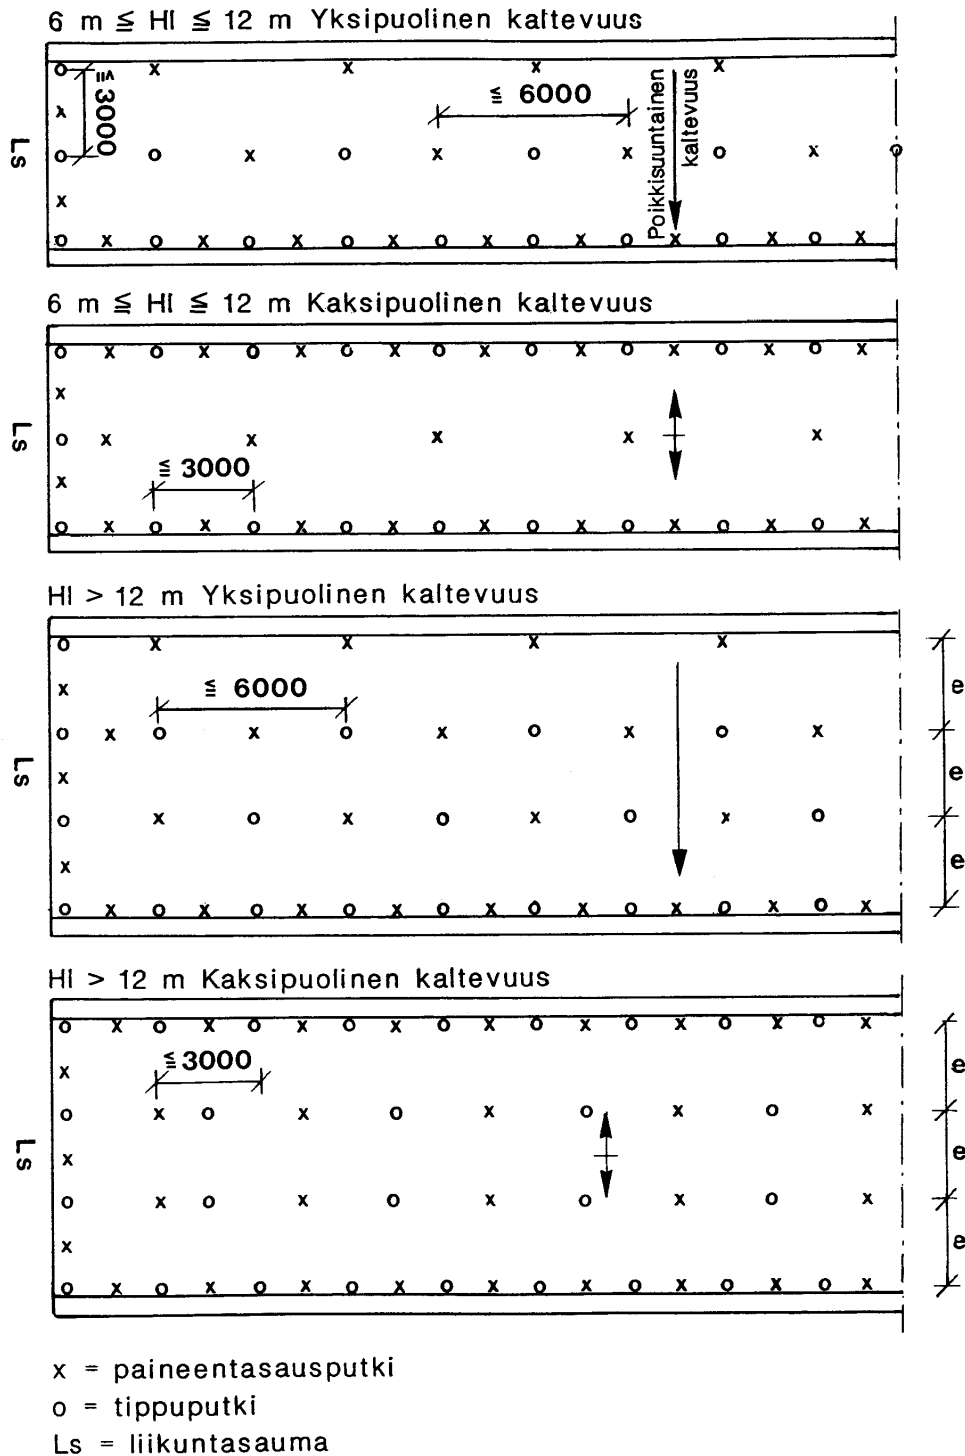 6 m ≦ Hl ≦ 12 m Yksipuolinen kaltevuus
≦ 3000
≦ 6000
Poikkisuuntainen
kaltevuus
Ls
6 m ≦ Hl ≦ 12 m Kaksipuolinen kaltevuus
≦ 3000
Ls
Hl > 12 m Yksipuolinen kaltevuus
≦ 6000
e
e
e
Ls
Hl > 12 m Kaksipuolinen kaltevuus
≦ 3000
e
e
e
Ls
x = paineentasausputki
o = tippuputki
Ls = liikuntasauma